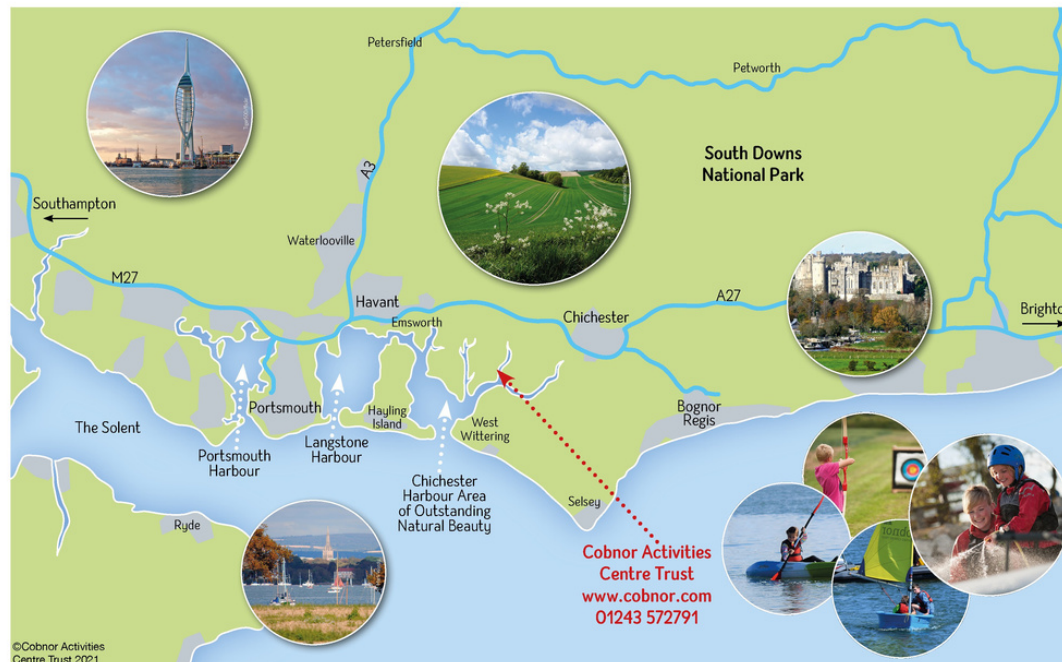 Petersfield
Petworth
South Downs
National Park
A3
Southampton
Waterlooville
M27
Havant
Emsworth
Chichester
A27
Brighto
Portsmouth
Hayling
Island
West
Wittering
Bognor
Regis
The Solent
Portsmouth
Harbour
Langstone
Harbour
Chichester
Harbour Area
of Outstanding
Natural Beauty
Selsey
Ryde
Cobnor Activities
Centre Trust
www.cobnor.com
01243 572791
©Cobnor Activities
Centre Trust 2021